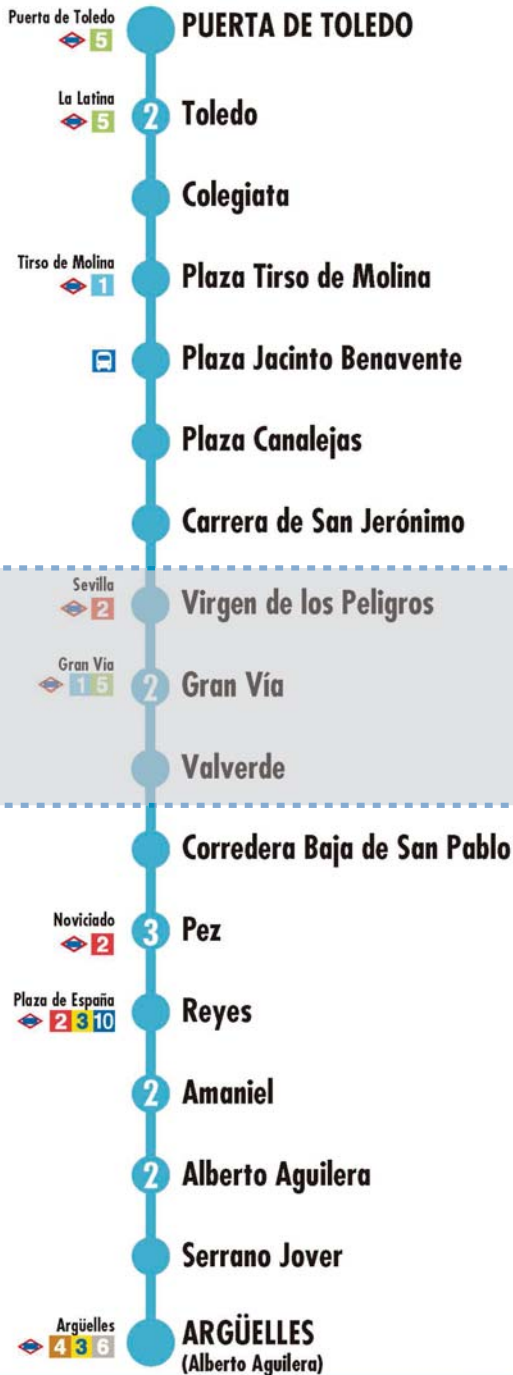 Puerta de Toledo
5
PUERTA DE TOLEDO
La Latina
5
2
Toledo
Colegiata
Tirso de Molina
1
Plaza Tirso de Molina
Plaza Jacinto Benavente
Plaza Canalejas
Carrera de San Jerónimo
Sevilla
2
Virgen de los Peligros
Gran Vía
1 5
2
Gran Vía
Valverde
Corredera Baja de San Pablo
Noviciado
2
3
Pez
Plaza de España
2 3 10
Reyes
2
Amaniel
2
Alberto Aguilera
Serrano Jover
Argüelles
4 3 6
ARGÜELLES
(Alberto Aguilera)